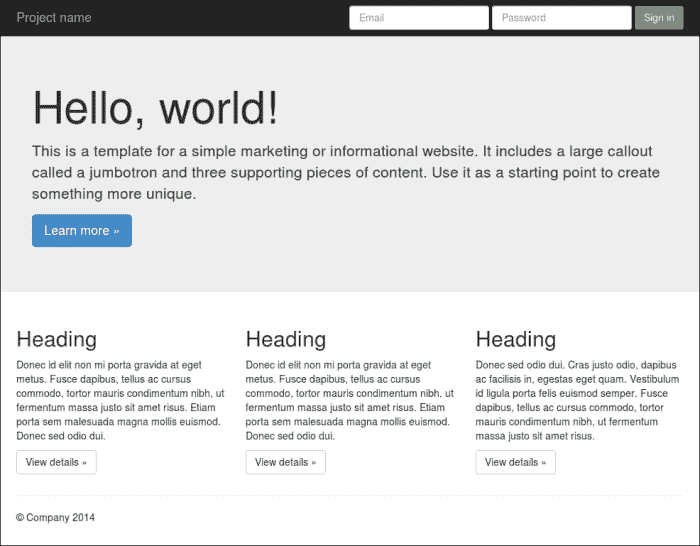 Project name
Email
Password
Sign in
Hello, world!
This is a template for a simple marketing or informational website. It includes a large callout
called a jumbotron and three supporting pieces of content. Use it as a starting point to create
something more unique.
Learn more »
Heading
Donec id elit non mi porta gravida at eget
metus. Fusce dapibus, tellus ac cursus
commodo, tortor mauris condimentum nibh, ut
fermentum massa justo sit amet risus. Etiam
porta sem malesuada magna mollis euismod.
Donec sed odio dui.
View details »
Heading
Donec id elit non mi porta gravida at eget
metus. Fusce dapibus, tellus ac cursus
commodo, tortor mauris condimentum nibh, ut
fermentum massa justo sit amet risus. Etiam
porta sem malesuada magna mollis euismod.
Donec sed odio dui.
View details »
Heading
Donec sed odio dui. Cras justo odio, dapibus
ac facilisis in, egestas eget quam. Vestibulum
id ligula porta felis euismod semper. Fusce
dapibus, tellus ac cursus commodo, tortor
mauris condimentum nibh, ut fermentum
massa justo sit amet risus.
View details »
© Company 2014